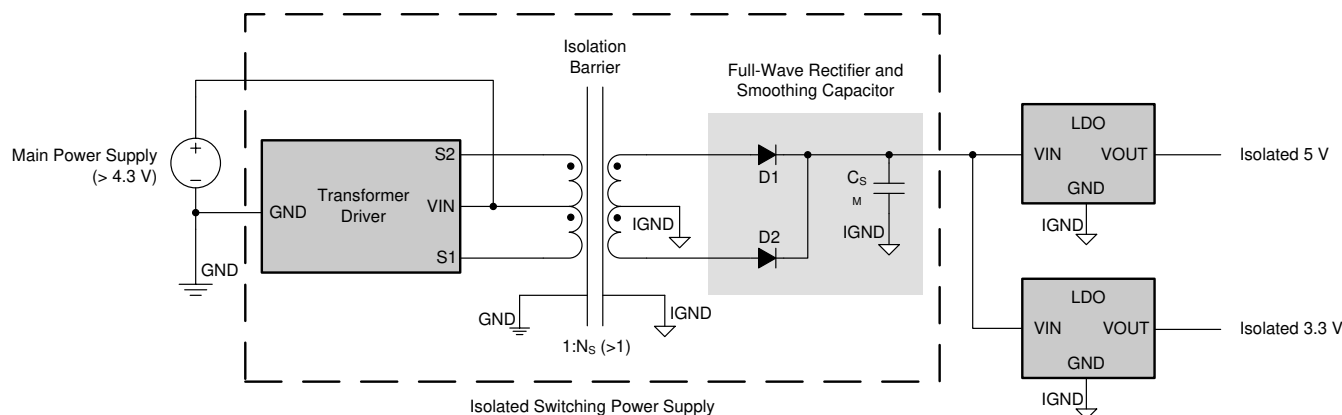 Isolation
Barrier
Full-Wave Rectifier and
Smoothing Capacitor
Main Power Supply
(> 4.3 V)
+
–
GND
GND
Transformer
Driver
S2
VIN
S1
IGND
D1
D2
CS
M
IGND
GND
IGND
1:NS (>1)
Isolated Switching Power Supply
LDO
VIN
VOUT
GND
IGND
Isolated 5 V
LDO
VIN
VOUT
GND
IGND
Isolated 3.3 V